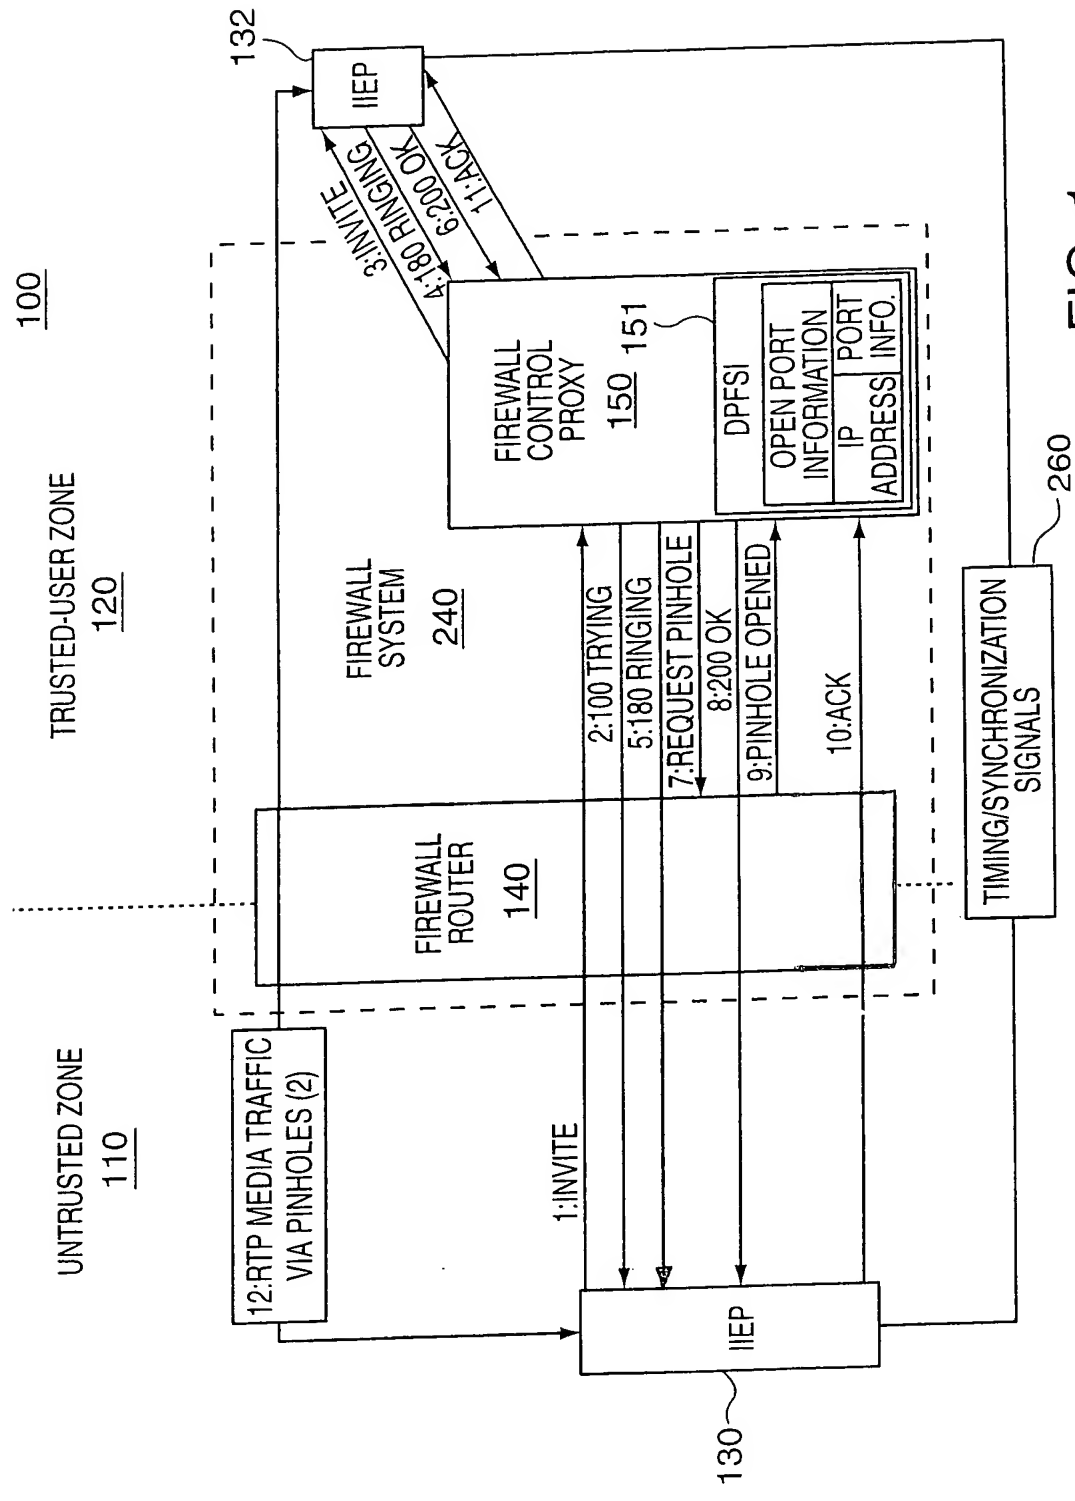 100
UNTRUSTED ZONE
110
TRUSTED-USER ZONE
120
12:RTP MEDIA TRAFFIC
VIA PINHOLES (2)
FIREWALL
SYSTEM
240
FIREWALL
ROUTER
140
132
IIEP
3:INVITE
4:180 RINGING
6:200 OK
11:ACK
FIREWALL
CONTROL
PROXY
150
151
DPFSI
OPEN PORT
INFORMATION
IP
ADDRESS
PORT
INFO.
1:INVITE
2:100 TRYING
5:180 RINGING
7:REQUEST PINHOLE
8:200 OK
9:PINHOLE OPENED
10:ACK
IIEP
130
TIMING/SYNCHRONIZATION
SIGNALS
260
FIG.